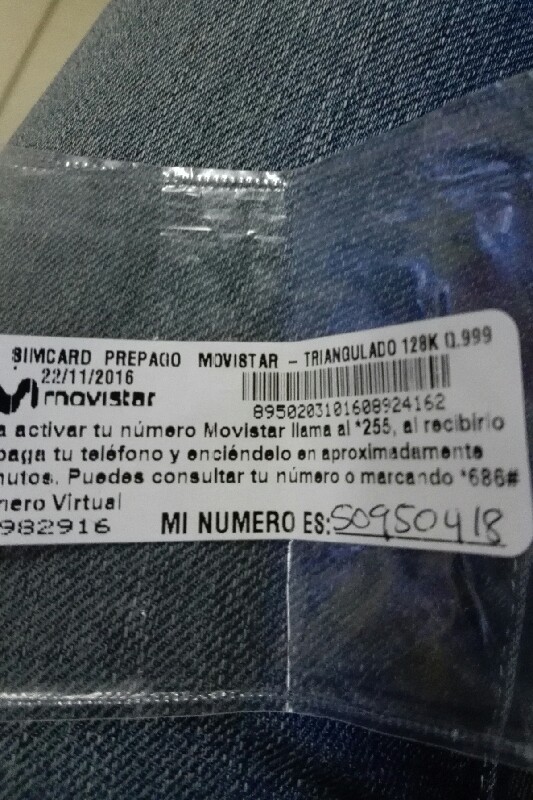 SIMCARD PREPAGO MOVISTAR - TRIANGULADO 128K 0.999
22/11/2016
movistar
8950203101608924162
a activar tu número Movistar llama al *255, al recibirlo
paga tu teléfono y enciéndelo en aproximadamente
nutos. Puedes consultar tu número o marcando *686#
nero Virtual
982916
MI NUMERO ES: 50950418